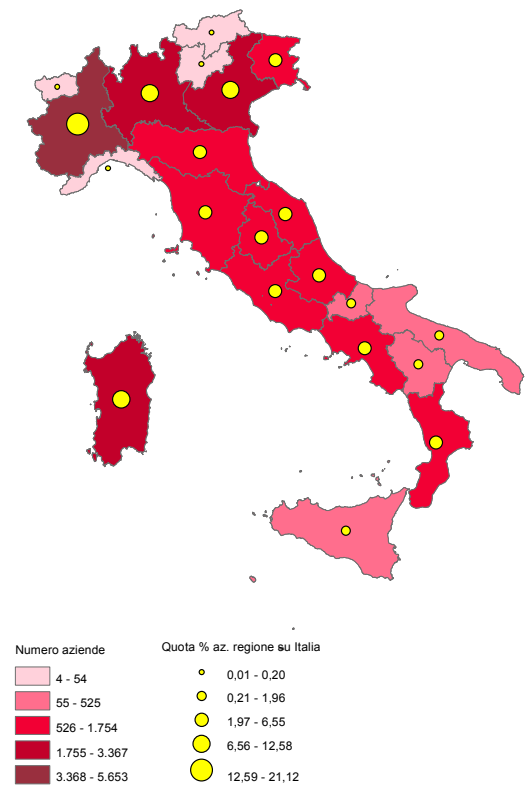 Numero aziende
4 - 54
55 - 525
526 - 1.754
1.755 - 3.367
3.368 - 5.653
Quota % az. regione su Italia
0,01 - 0,20
0,21 - 1,96
1,97 - 6,55
6,56 - 12,58
12,59 - 21,12